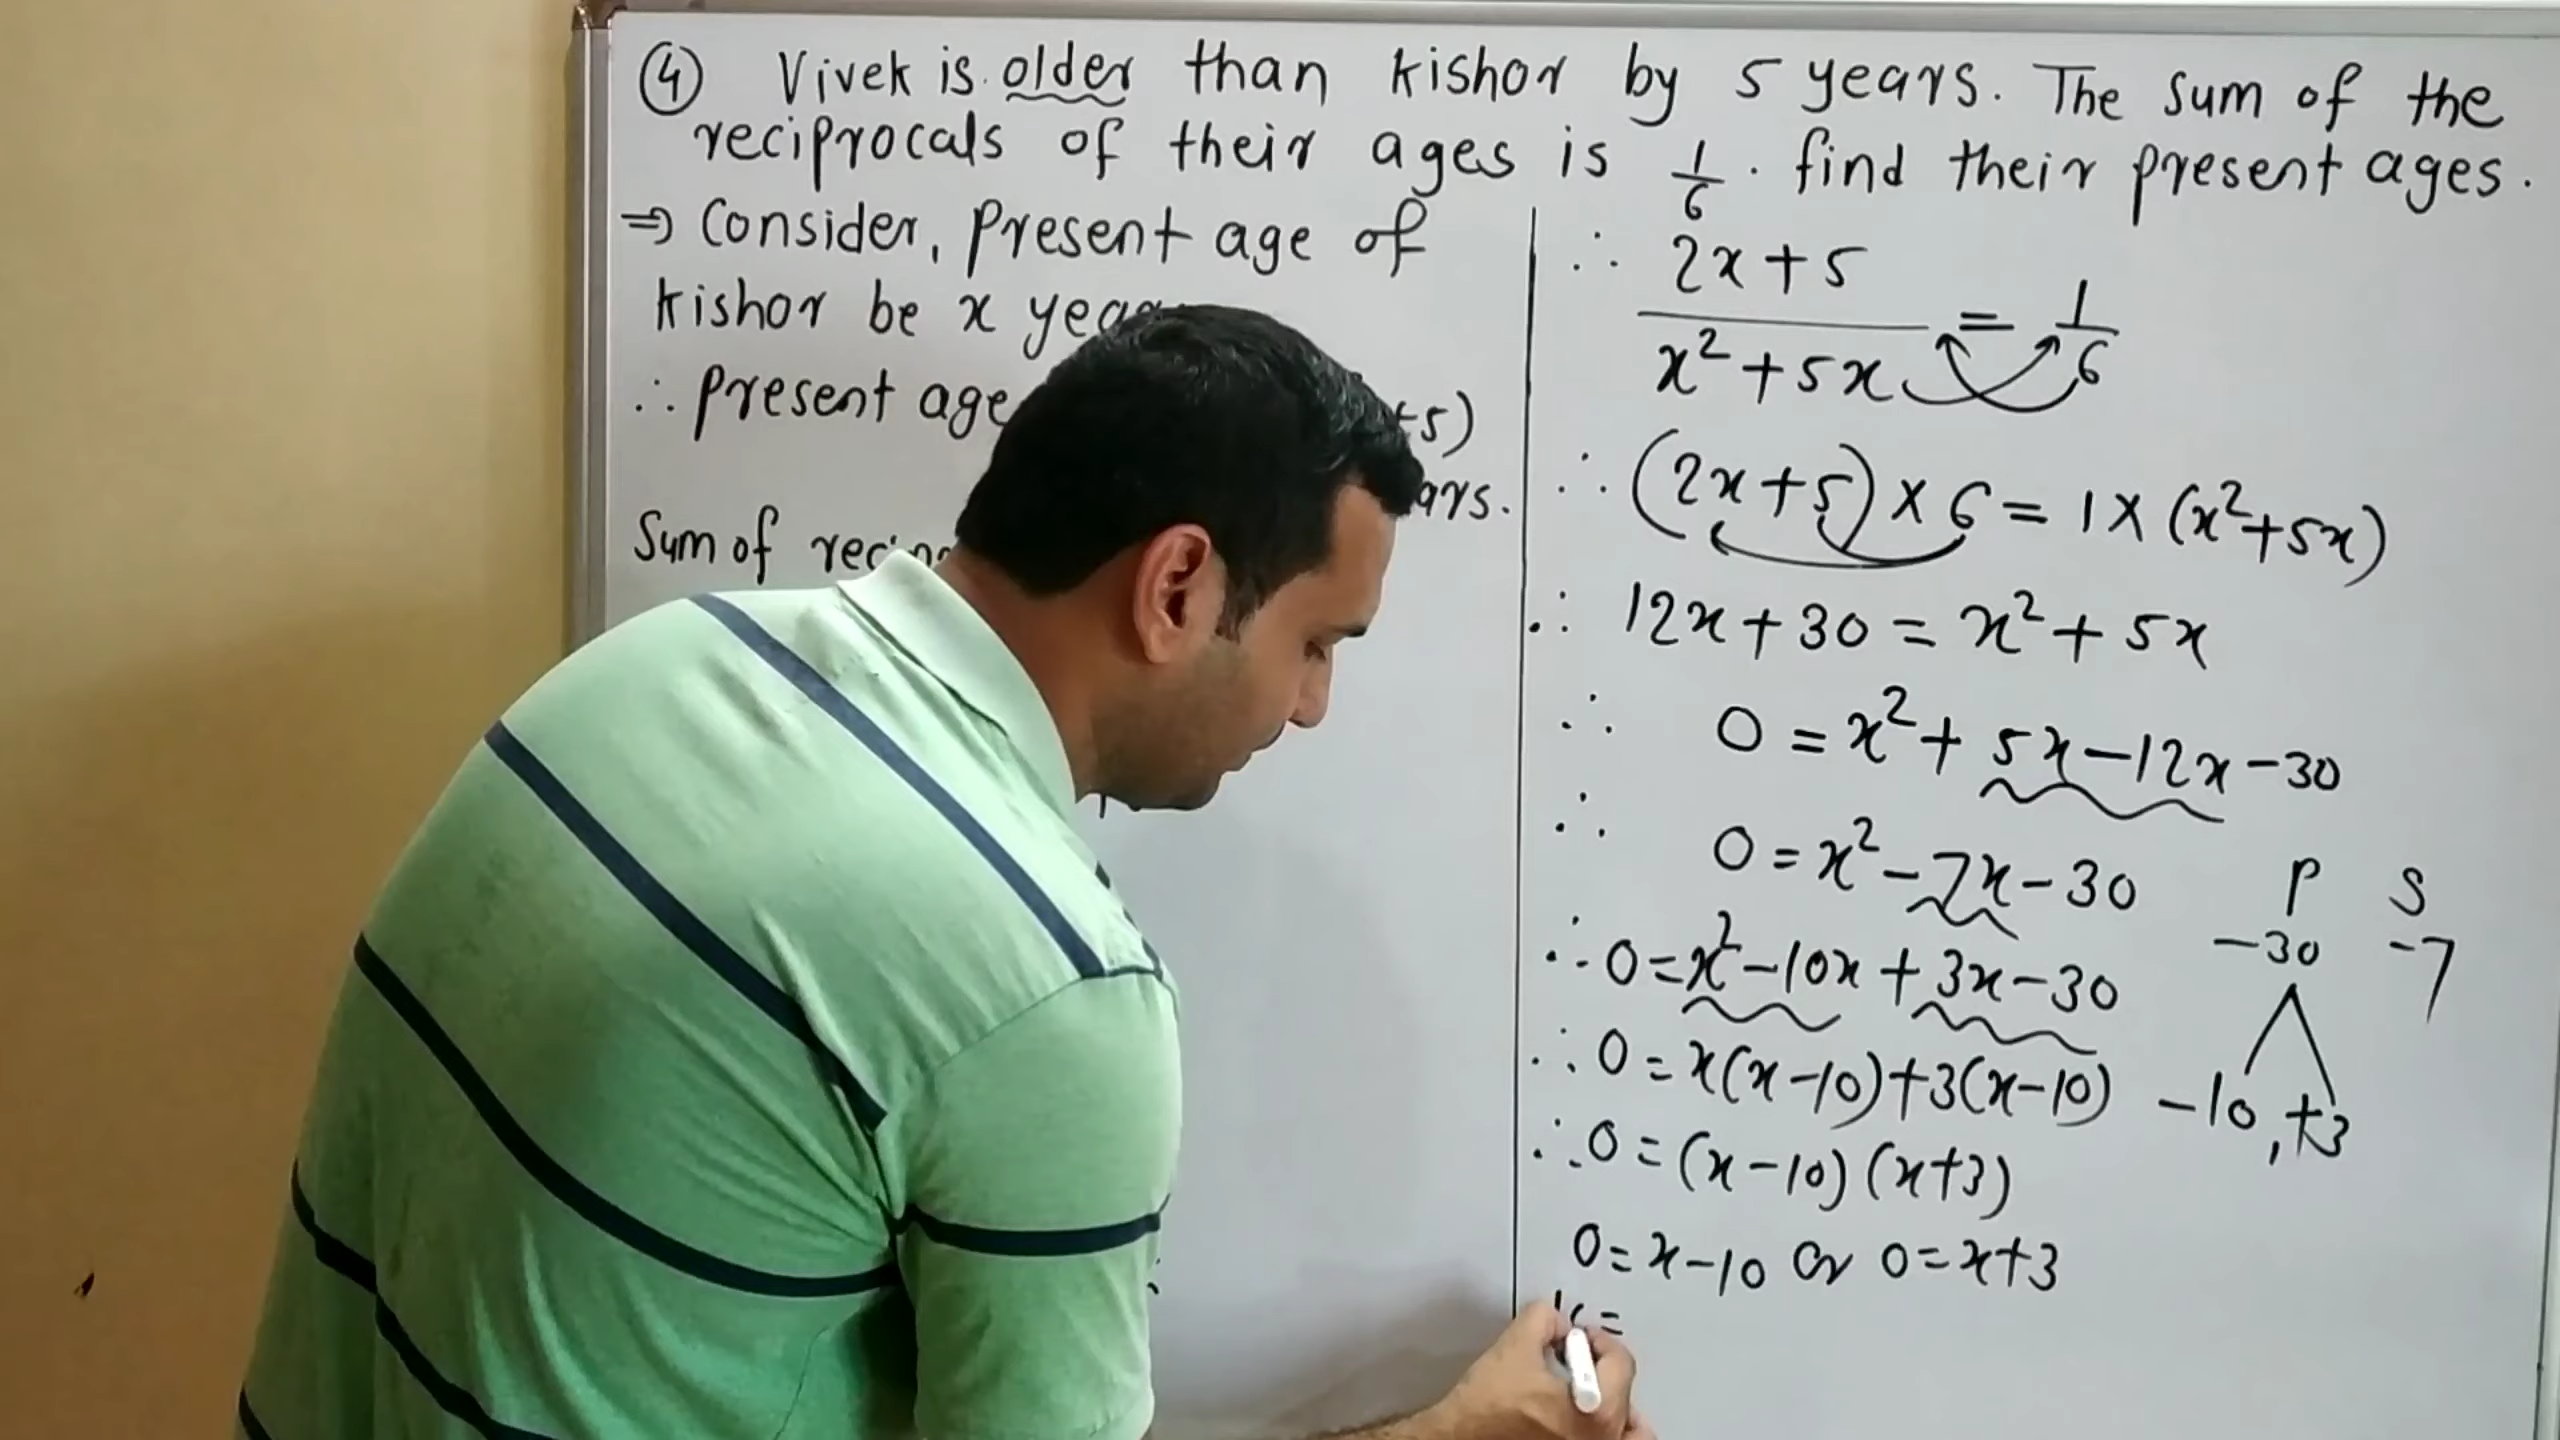 ④ Vivek is older than Kishor by 5 years. The sum of the
reciprocals of their ages is 1/6. find their present ages.
⇒ Consider, present age of
Kishor be x
∴ present age +5)
Sum of
∴ (2x+5)/(x²+5x) = 1/6
∴ (2x+5)×6=1×(x²+5x)
∴ 12x+30=x²+5x
∴ 0=x²+5x-12x-30
∴ 0=x²-7x-30
P S
-30 -7
-10, +3
∴ 0=x²-10x+3x-30
∴ 0=x(x-10)+3(x-10)
∴ 0=(x-10)(x+3)
0=x-10 or 0=x+3
x=